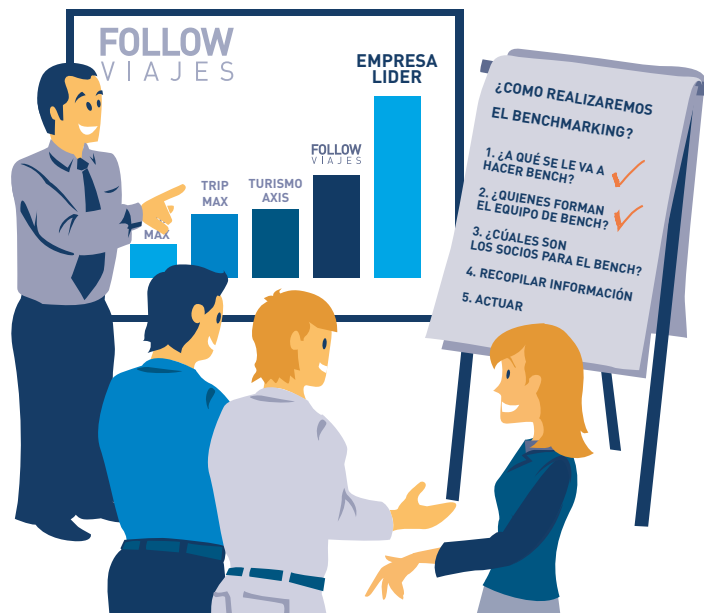 FOLLOW
VIAJES
EMPRESA
LIDER
FOLLOW
VIAJES
TURISMO
AXIS
TRIP
MAX
MAX
¿COMO REALIZAREMOS
EL BENCHMARKING?
1. ¿A QUÉ SE LE VA A
HACER BENCH?
2. ¿QUIENES FORMAN
EL EQUIPO DE BENCH?
3. ¿CÚALES SON
LOS SOCIOS PARA EL BENCH?
4. RECOPILAR INFORMACIÓN
5. ACTUAR